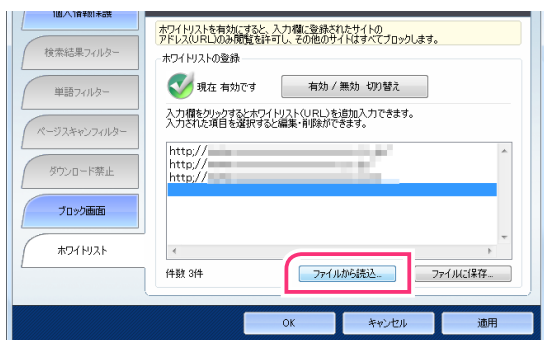 個人情報保護
検索結果フィルター
単語フィルター
ページスキャンフィルター
ダウンロード禁止
ブロック画面
ホワイトリスト
ホワイトリストを有効にすると、入力欄に登録されたサイトの
アドレス(URL)のみ閲覧を許可し、その他のサイトはすべてブロックします。
ホワイトリストの登録
現在 有効です
有効 / 無効 切り替え
入力欄をクリックするとホワイトリスト(URL)を追加入力できます。
入力された項目を選択すると編集・削除ができます。
http://
http://
http://
件数 3件
ファイルから読込...
ファイルに保存...
OK
キャンセル
適用